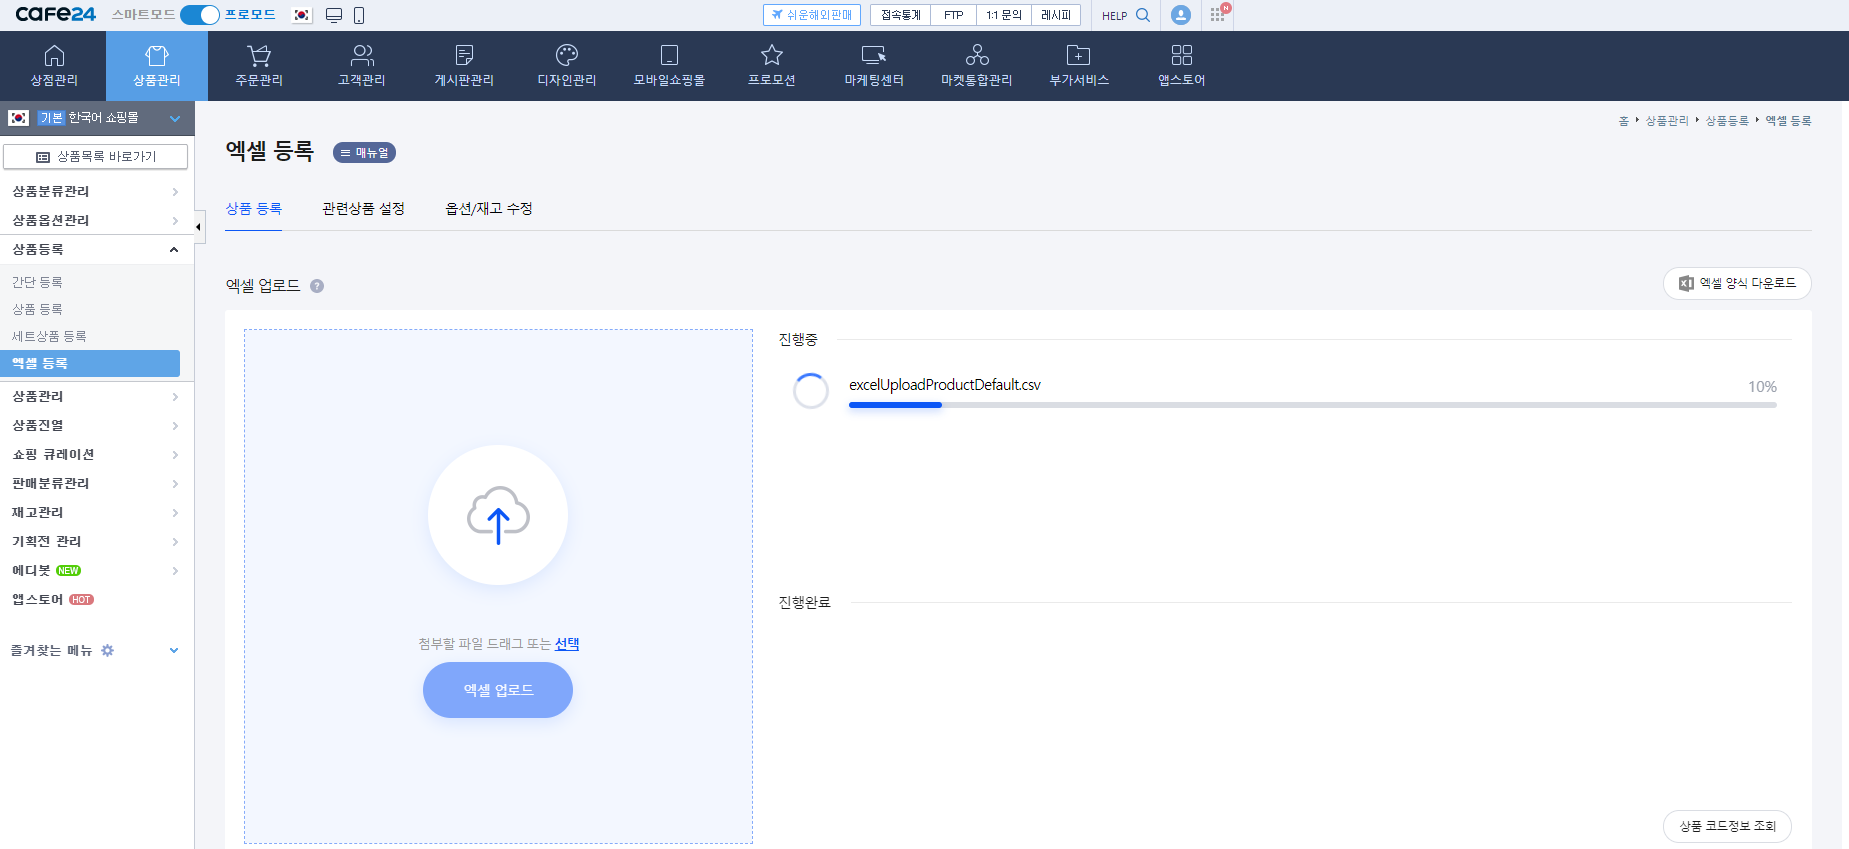 cafe24 스마트모드 프로모드 쉬운해외판매 접속통계 FTP 1:1 문의 레시피 HELP N
상점관리 상품관리 주문관리 고객관리 게시판관리 디자인관리 모바일쇼핑몰 프로모션 마케팅센터 마켓통합관리 부가서비스 앱스토어
기본 한국어 쇼핑몰
상품목록 바로가기
상품분류관리
상품옵션관리
상품등록
간단 등록
상품 등록
세트상품 등록
엑셀 등록
상품관리
상품진열
쇼핑 큐레이션
판매분류관리
재고관리
기획전 관리
에디봇 NEW
앱스토어 HOT
즐겨찾는 메뉴
홈 상품관리 상품등록 엑셀 등록
엑셀 등록 매뉴얼
상품 등록 관련상품 설정 옵션/재고 수정
엑셀 업로드 ? 엑셀 양식 다운로드
첨부할 파일 드래그 또는 선택
엑셀 업로드
진행중
excelUploadProductDefault.csv 10%
진행완료
상품 코드정보 조회